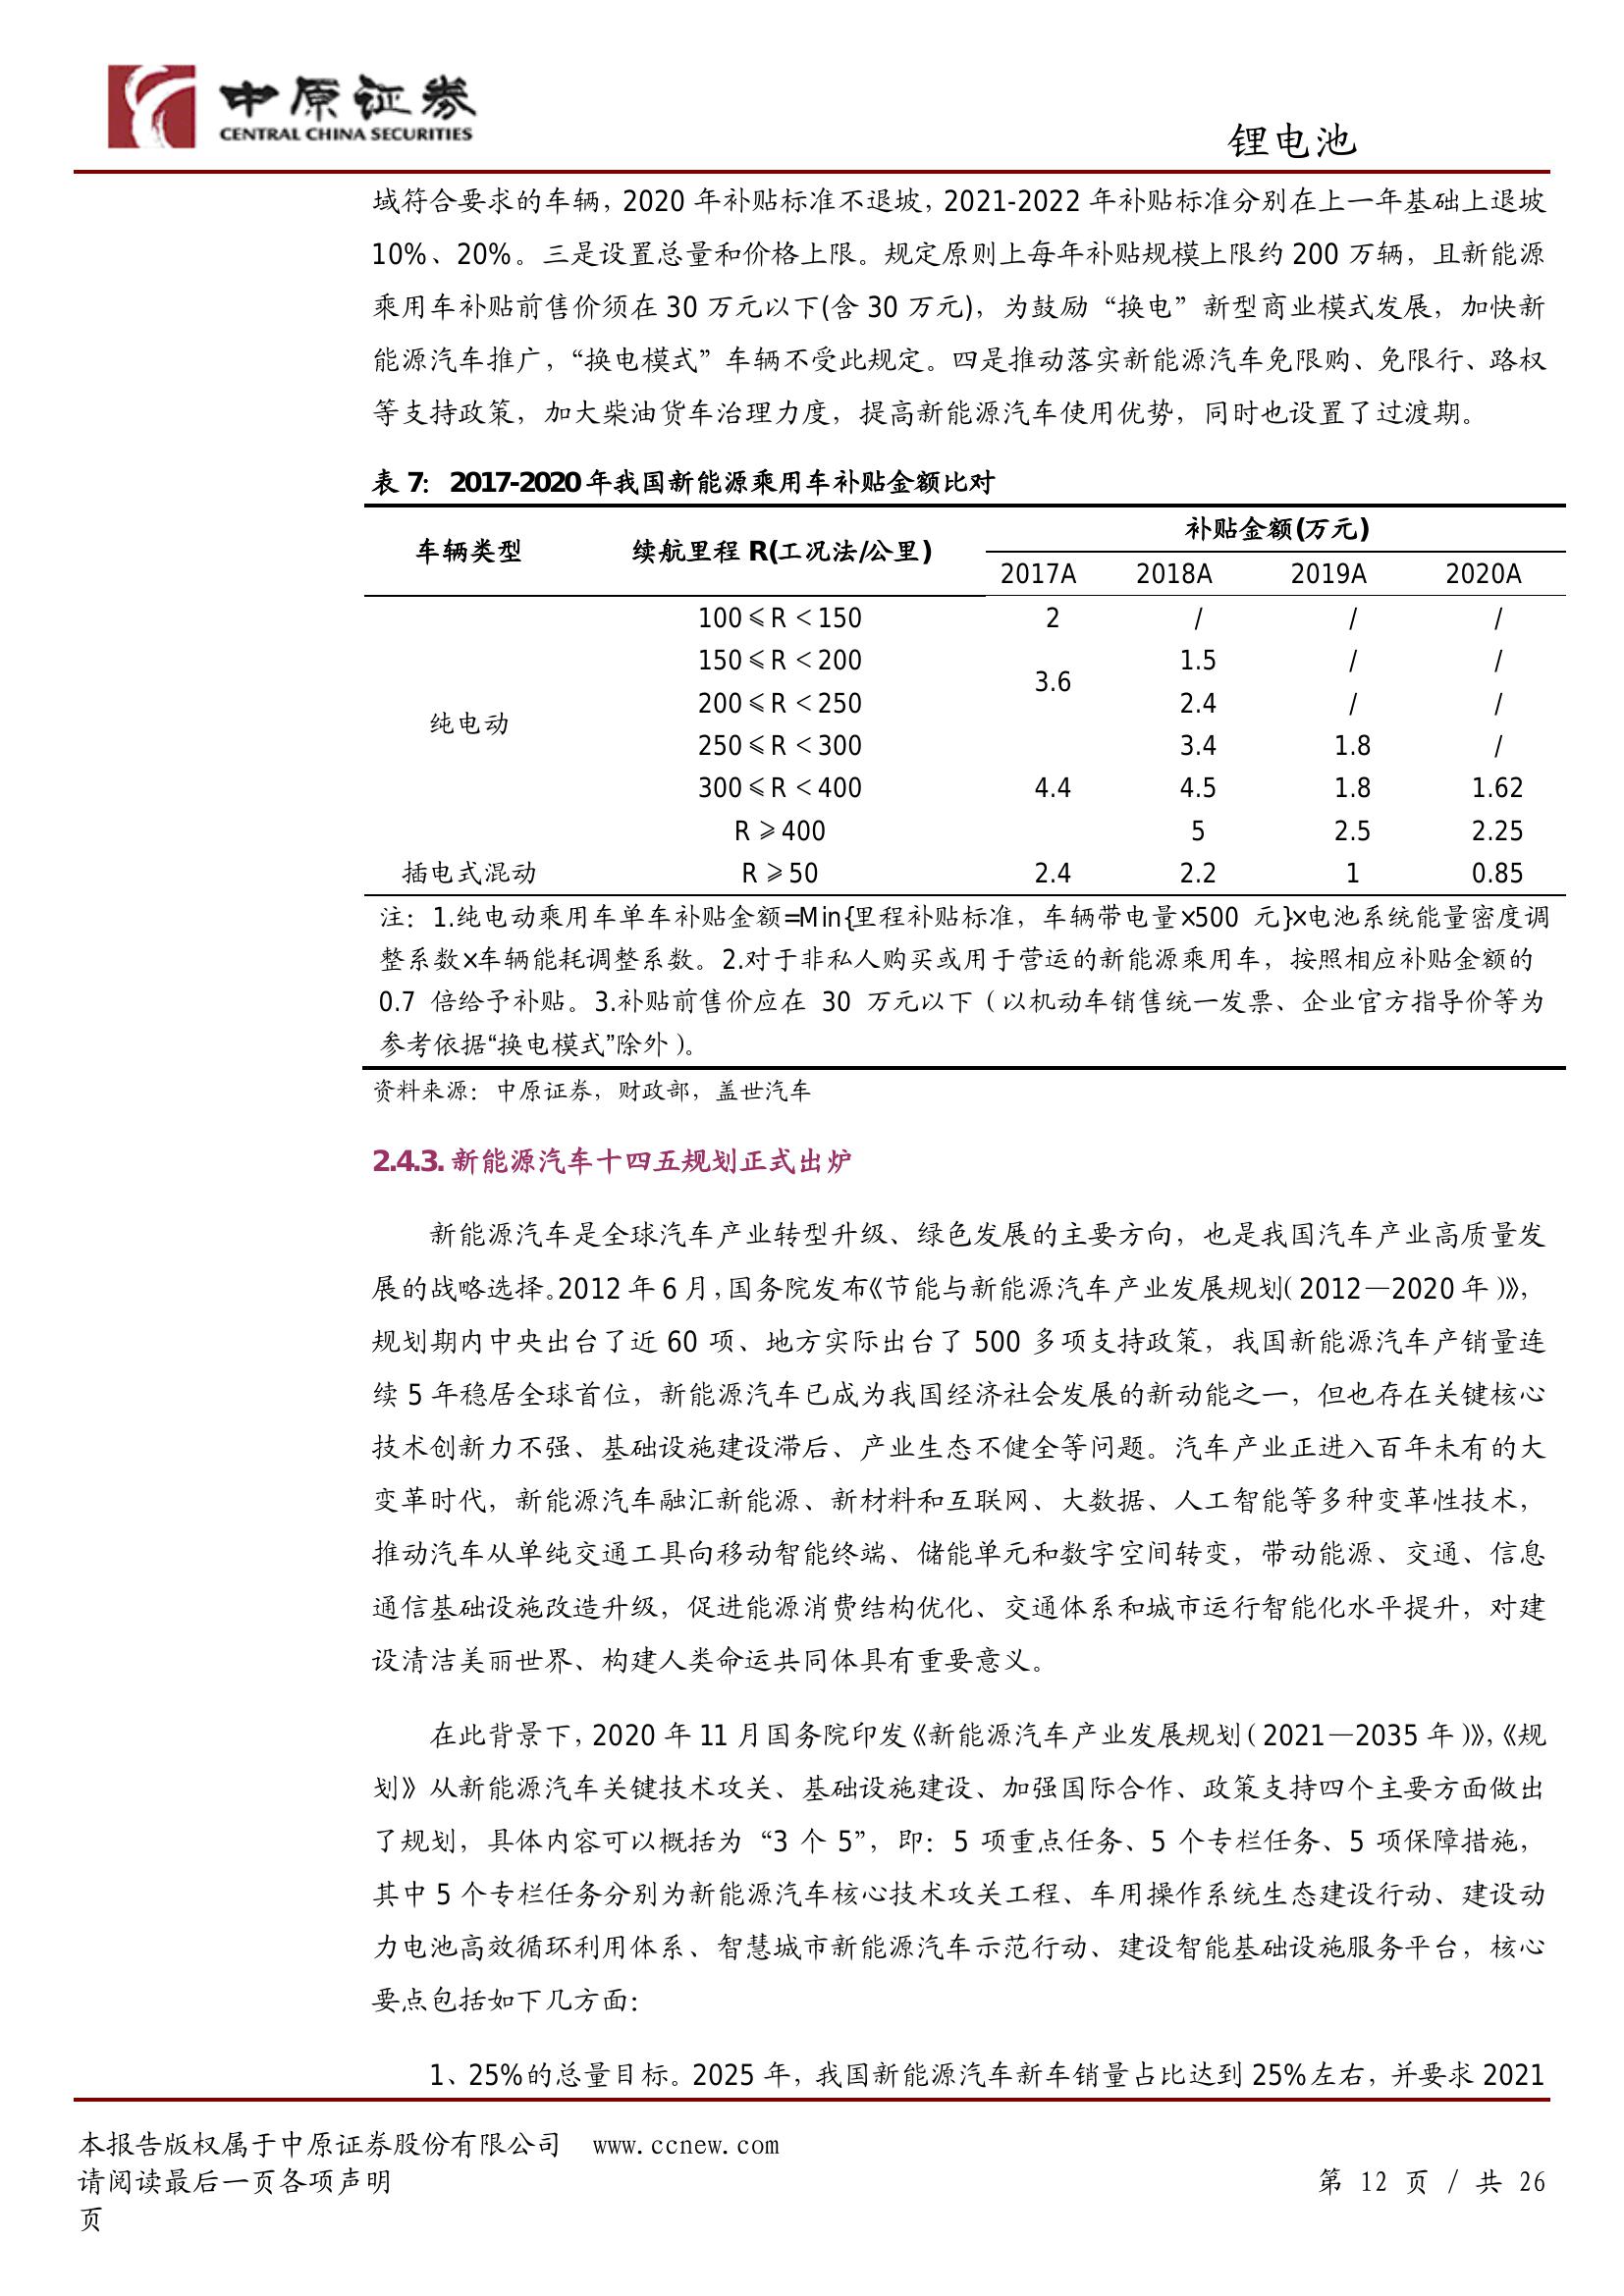 中原证券
CENTRAL CHINA SECURITIES
锂电池
域符合要求的车辆，2020 年补贴标准不退坡，2021-2022 年补贴标准分别在上一年基础上退坡
10%、20%。三是设置总量和价格上限。规定原则上每年补贴规模上限约 200 万辆，且新能源
乘用车补贴前售价须在 30 万元以下(含 30 万元)，为鼓励“换电”新型商业模式发展，加快新
能源汽车推广，“换电模式”车辆不受此规定。四是推动落实新能源汽车免限购、免限行、路权
等支持政策，加大柴油货车治理力度，提高新能源汽车使用优势，同时也设置了过渡期。
表 7：2017-2020 年我国新能源乘用车补贴金额比对
车辆类型 续航里程 R(工况法/公里) 补贴金额(万元)
2017A 2018A 2019A 2020A
100≤R＜150 2 / / /
150≤R＜200 1.5 / /
3.6
200≤R＜250 2.4 / /
纯电动
250≤R＜300 3.4 1.8 /
300≤R＜400 4.4 4.5 1.8 1.62
R≥400 5 2.5 2.25
插电式混动 R≥50 2.4 2.2 1 0.85
注：1.纯电动乘用车单车补贴金额=Min{里程补贴标准，车辆带电量×500 元}×电池系统能量密度调
整系数×车辆能耗调整系数。2.对于非私人购买或用于营运的新能源乘用车，按照相应补贴金额的
0.7 倍给予补贴。3.补贴前售价应在 30 万元以下（以机动车销售统一发票、企业官方指导价等为
参考依据“换电模式”除外）。
资料来源：中原证券，财政部，盖世汽车
2.4.3. 新能源汽车十四五规划正式出炉
新能源汽车是全球汽车产业转型升级、绿色发展的主要方向，也是我国汽车产业高质量发
展的战略选择。2012 年 6 月，国务院发布《节能与新能源汽车产业发展规划（2012—2020 年）》，
规划期内中央出台了近 60 项、地方实际出台了 500 多项支持政策，我国新能源汽车产销量连
续 5 年稳居全球首位，新能源汽车已成为我国经济社会发展的新动能之一，但也存在关键核心
技术创新力不强、基础设施建设滞后、产业生态不健全等问题。汽车产业正进入百年未有的大
变革时代，新能源汽车融汇新能源、新材料和互联网、大数据、人工智能等多种变革性技术，
推动汽车从单纯交通工具向移动智能终端、储能单元和数字空间转变，带动能源、交通、信息
通信基础设施改造升级，促进能源消费结构优化、交通体系和城市运行智能化水平提升，对建
设清洁美丽世界、构建人类命运共同体具有重要意义。
在此背景下，2020 年 11 月国务院印发《新能源汽车产业发展规划（2021—2035 年）》，《规
划》从新能源汽车关键技术攻关、基础设施建设、加强国际合作、政策支持四个主要方面做出
了规划，具体内容可以概括为“3 个 5”，即：5 项重点任务、5 个专栏任务、5 项保障措施，
其中 5 个专栏任务分别为新能源汽车核心技术攻关工程、车用操作系统生态建设行动、建设动
力电池高效循环利用体系、智慧城市新能源汽车示范行动、建设智能基础设施服务平台，核心
要点包括如下几方面：
1、25%的总量目标。2025 年，我国新能源汽车新车销量占比达到 25%左右，并要求 2021
本报告版权属于中原证券股份有限公司 www.ccnew.com
请阅读最后一页各项声明 第 12 页 / 共 26
页